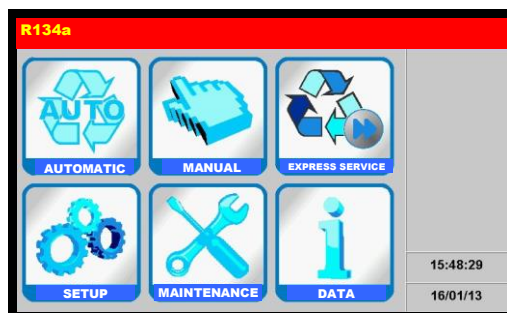 R134a
AUTO
AUTOMATIC
MANUAL
EXPRESS SERVICE
SETUP
MAINTENANCE
DATA
15:48:29
16/01/13